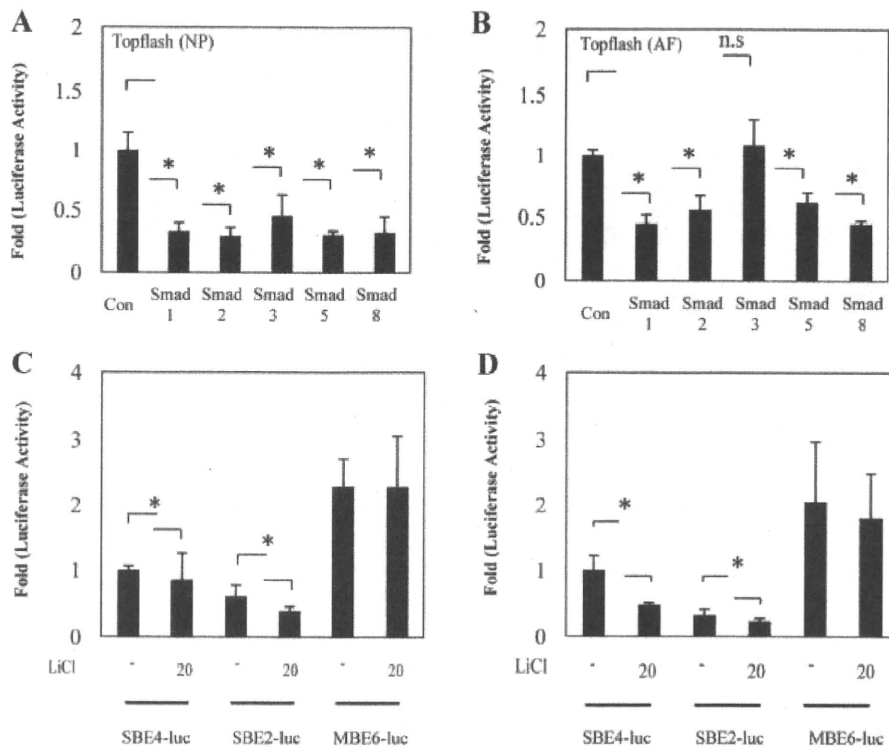 A
Topflash (NP)
Fold (Luciferase Activity)
2
1.5
1
0.5
0
*
*
*
*
*
Con
Smad 1
Smad 2
Smad 3
Smad 5
Smad 8
B
Topflash (AF)
n.s
Fold (Luciferase Activity)
2
1.5
1
0.5
0
*
*
*
*
Con
Smad 1
Smad 2
Smad 3
Smad 5
Smad 8
C
Fold (Luciferase Activity)
4
3
2
1
0
*
*
LiCl
- 20 - 20 - 20
SBE4-luc SBE2-luc MBE6-luc
D
Fold (Luciferase Activity)
4
3
2
1
0
*
*
LiCl
- 20 - 20 - 20
SBE4-luc SBE2-luc MBE6-luc